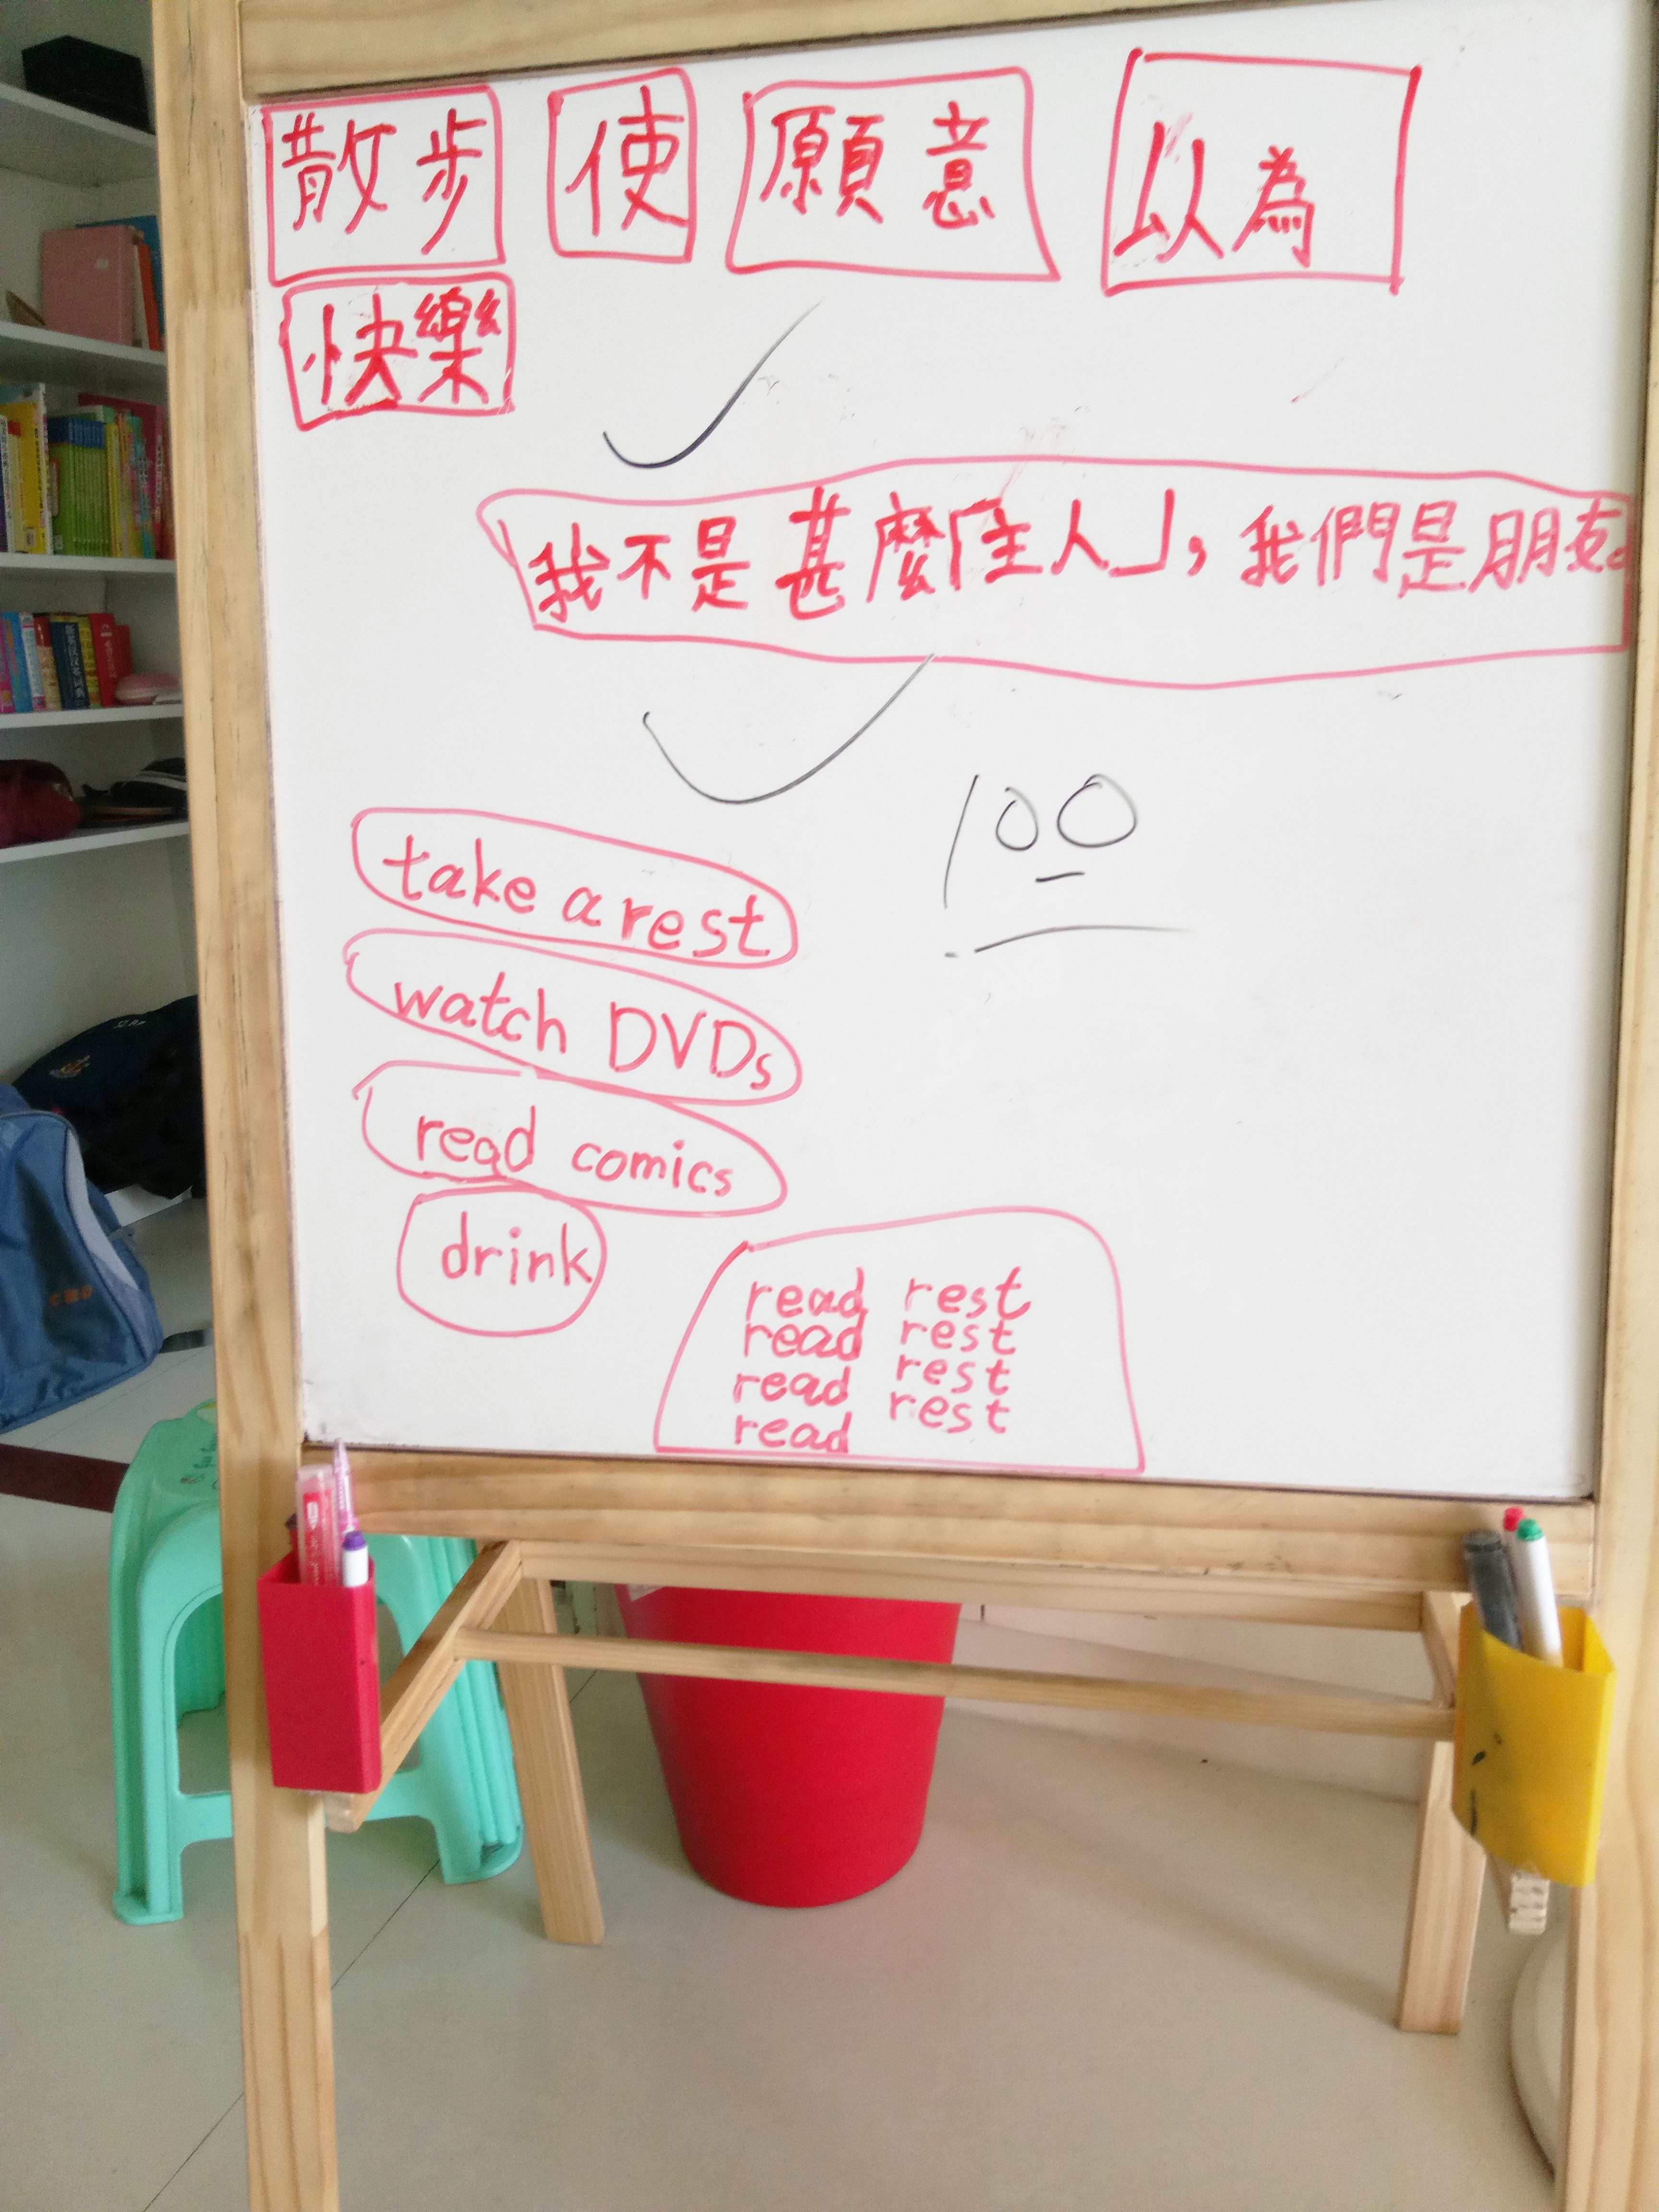 散步 使 願意 以為
快樂
我不是甚麼「主人」，我們是朋友。
100
take a rest
watch DVDs
read comics
drink
read rest
read rest
read rest
read rest